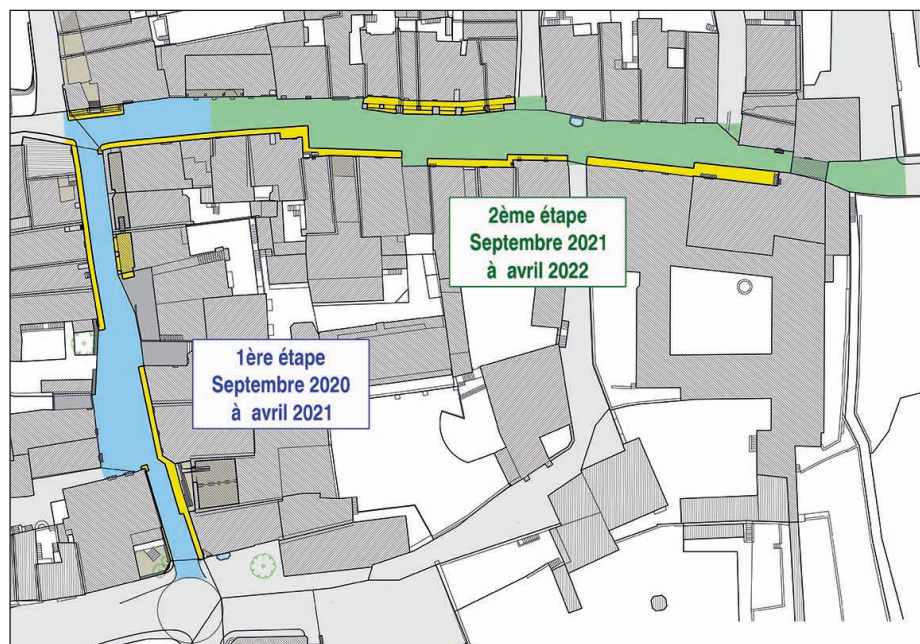 2ème étape
Septembre 2021
à avril 2022
1ère étape
Septembre 2020
à avril 2021